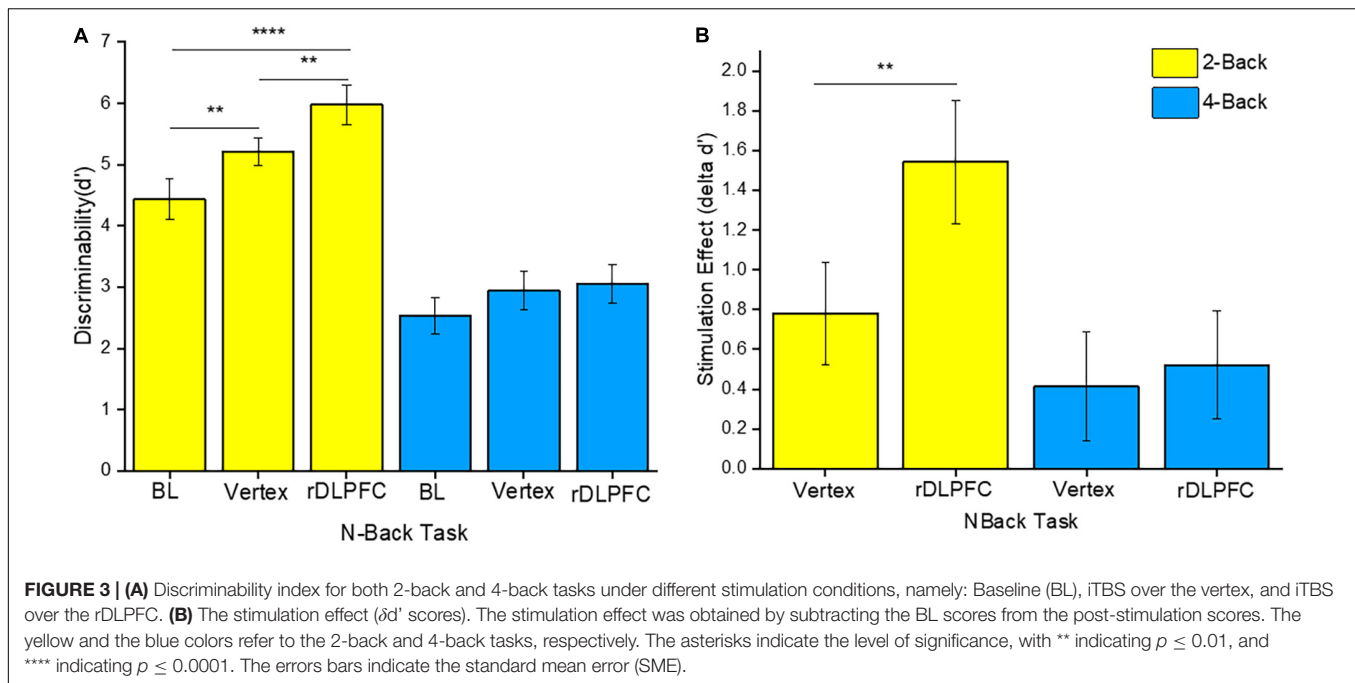 A
7
6
5
4
3
2
1
0
Discriminability(d')
****
**
**
BL
Vertex
rDLPFC
BL
Vertex
rDLPFC
N-Back Task
B
2.0
1.8
1.6
1.4
1.2
1.0
0.8
0.6
0.4
0.2
0.0
Stimulation Effect (delta d')
**
2-Back
4-Back
Vertex
rDLPFC
Vertex
rDLPFC
NBack Task
FIGURE 3 | (A) Discriminability index for both 2-back and 4-back tasks under different stimulation conditions, namely: Baseline (BL), iTBS over the vertex, and iTBS
over the rDLPFC. (B) The stimulation effect (δd' scores). The stimulation effect was obtained by subtracting the BL scores from the post-stimulation scores. The
yellow and the blue colors refer to the 2-back and 4-back tasks, respectively. The asterisks indicate the level of significance, with ** indicating p ≤ 0.01, and
**** indicating p ≤ 0.0001. The errors bars indicate the standard mean error (SME).